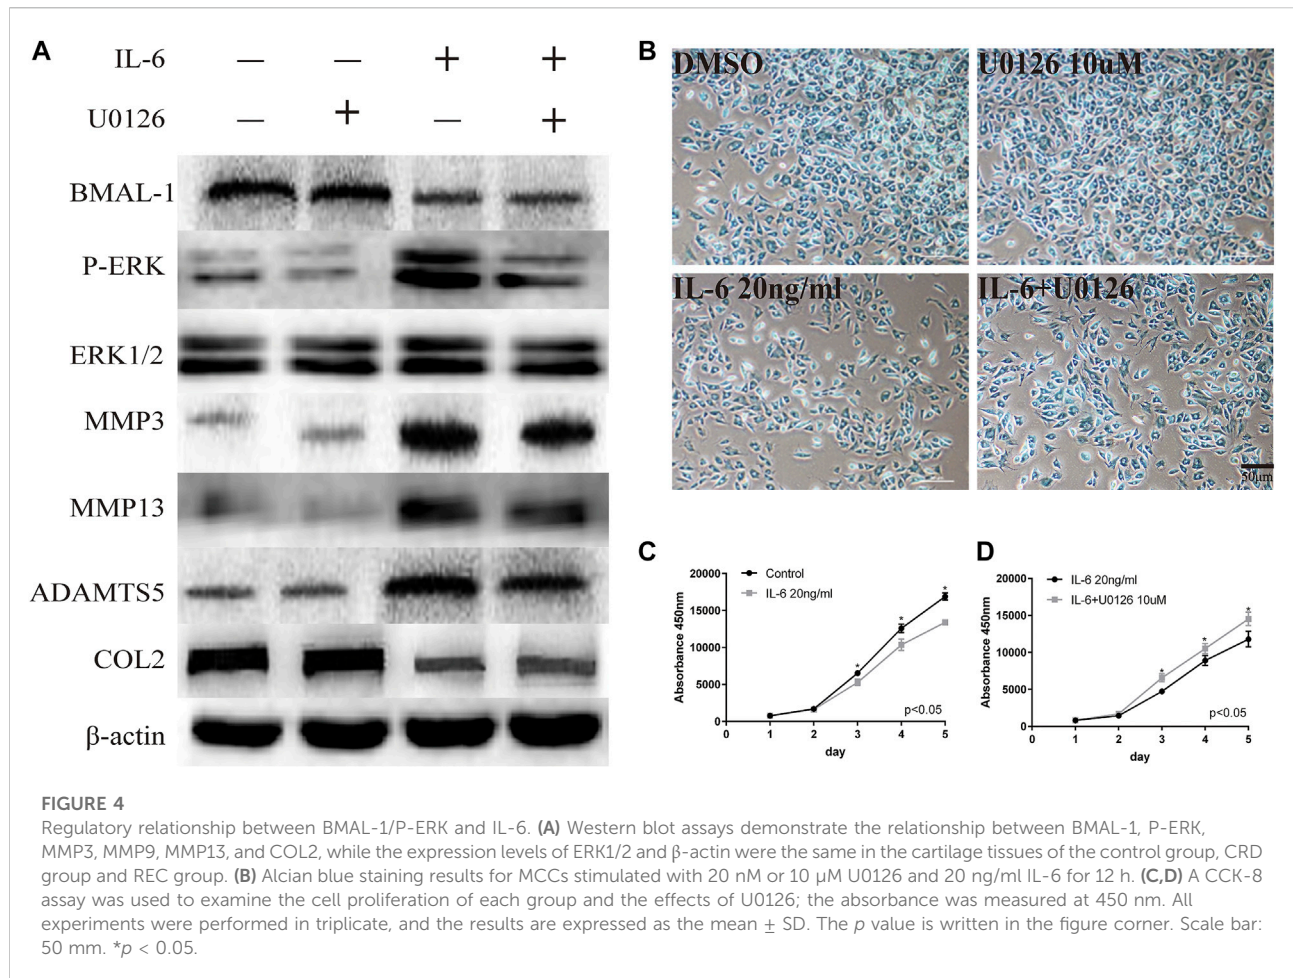 A
IL-6 — — + +
U0126 — + — +
BMAL-1
P-ERK
ERK1/2
MMP3
MMP13
ADAMTS5
COL2
β-actin
B
DMSO
U0126 10uM
IL-6 20ng/ml
IL-6+U0126
50μm
C
Absorbance 450nm
20000
15000
10000
5000
0
Control
IL-6 20ng/ml
* * *
p<0.05
0 1 2 3 4 5
day
D
Absorbance 450nm
20000
15000
10000
5000
0
IL-6 20ng/ml
IL-6+U0126 10uM
* * *
p<0.05
0 1 2 3 4 5
day
FIGURE 4
Regulatory relationship between BMAL-1/P-ERK and IL-6. (A) Western blot assays demonstrate the relationship between BMAL-1, P-ERK,
MMP3, MMP9, MMP13, and COL2, while the expression levels of ERK1/2 and β-actin were the same in the cartilage tissues of the control group, CRD
group and REC group. (B) Alcian blue staining results for MCCs stimulated with 20 nM or 10 μM U0126 and 20 ng/ml IL-6 for 12 h. (C,D) A CCK-8
assay was used to examine the cell proliferation of each group and the effects of U0126; the absorbance was measured at 450 nm. All
experiments were performed in triplicate, and the results are expressed as the mean ± SD. The p value is written in the figure corner. Scale bar:
50 mm. *p < 0.05.